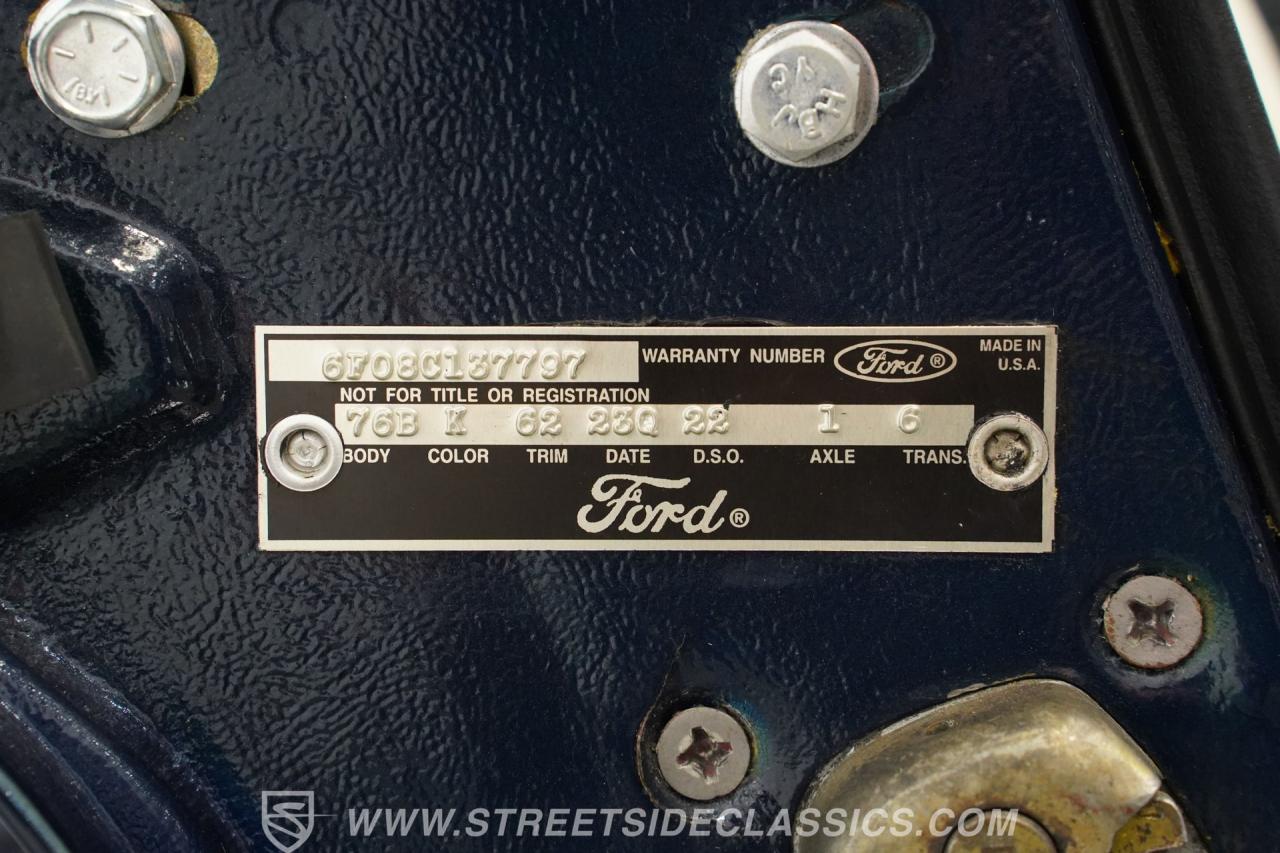 6F08C137797 WARRANTY NUMBER Ford ® MADE IN U.S.A.
NOT FOR TITLE OR REGISTRATION
76B K 62 23Q 22 1 6
BODY COLOR TRIM DATE D.S.O. AXLE TRANS.
Ford ®
WWW.STREETSIDECLASSICS.COM